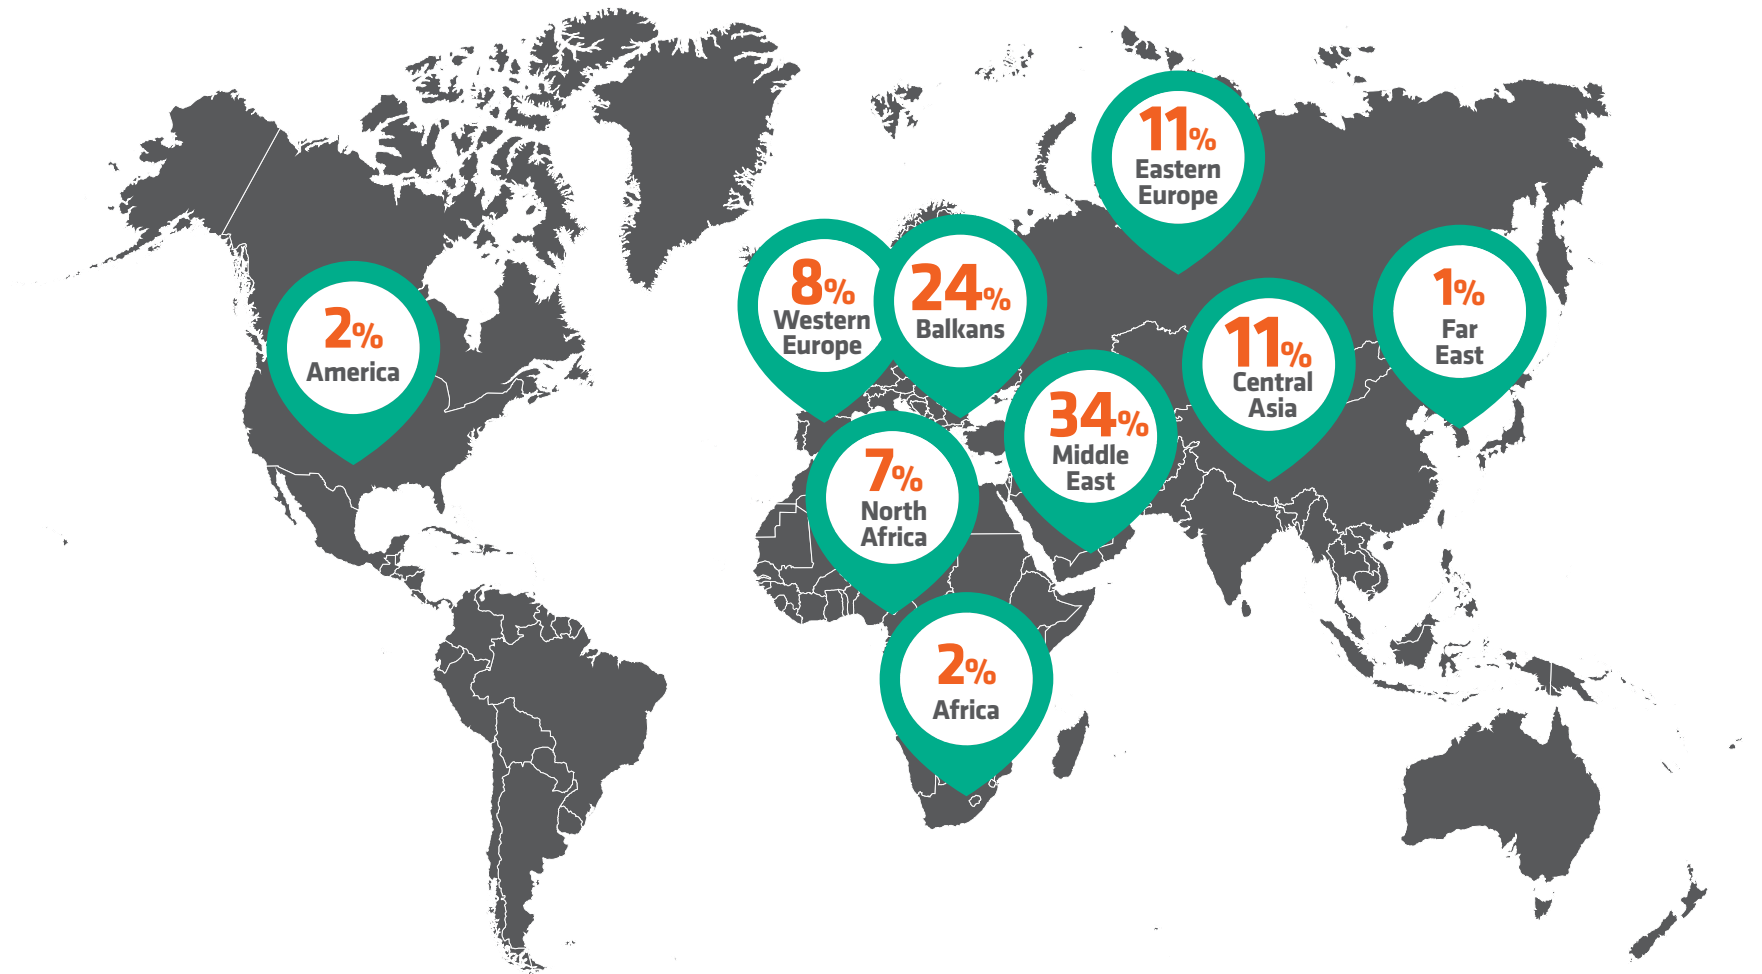 11%
Eastern
Europe
8%
Western
Europe
24%
Balkans
1%
Far
East
2%
America
11%
Central
Asia
34%
Middle
East
7%
North
Africa
2%
Africa